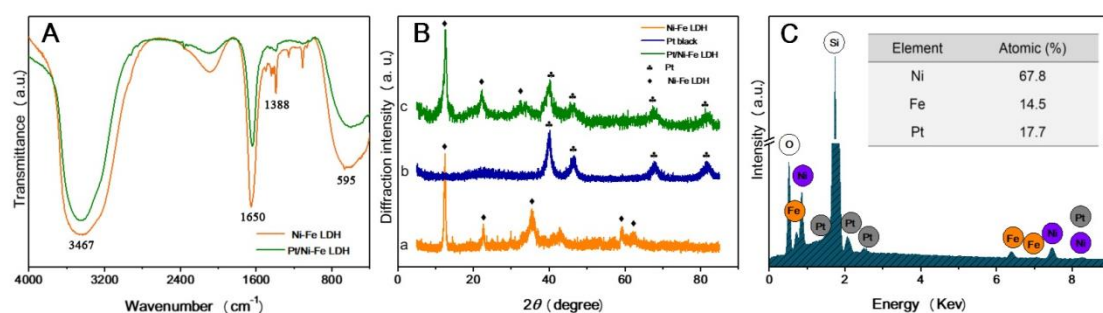 A
Transmittance (a.u.)
3467
1650
1388
595
Ni-Fe LDH
Pt/Ni-Fe LDH
4000 3200 2400 1600 800
Wavenumber (cm-1)
B
Diffraction intensity (a. u.)
Ni-Fe LDH
Pt black
Pt/Ni-Fe LDH
♣ Pt
♦ Ni-Fe LDH
c
b
a
0 20 40 60 80
2θ (degree)
C
Intensity (a.u.)
Si
O
Ni
Fe
Pt
Pt
Pt
Fe
Fe
Ni
Pt
Ni
Element Atomic (%)
Ni 67.8
Fe 14.5
Pt 17.7
0 2 4 6 8
Energy (Kev)